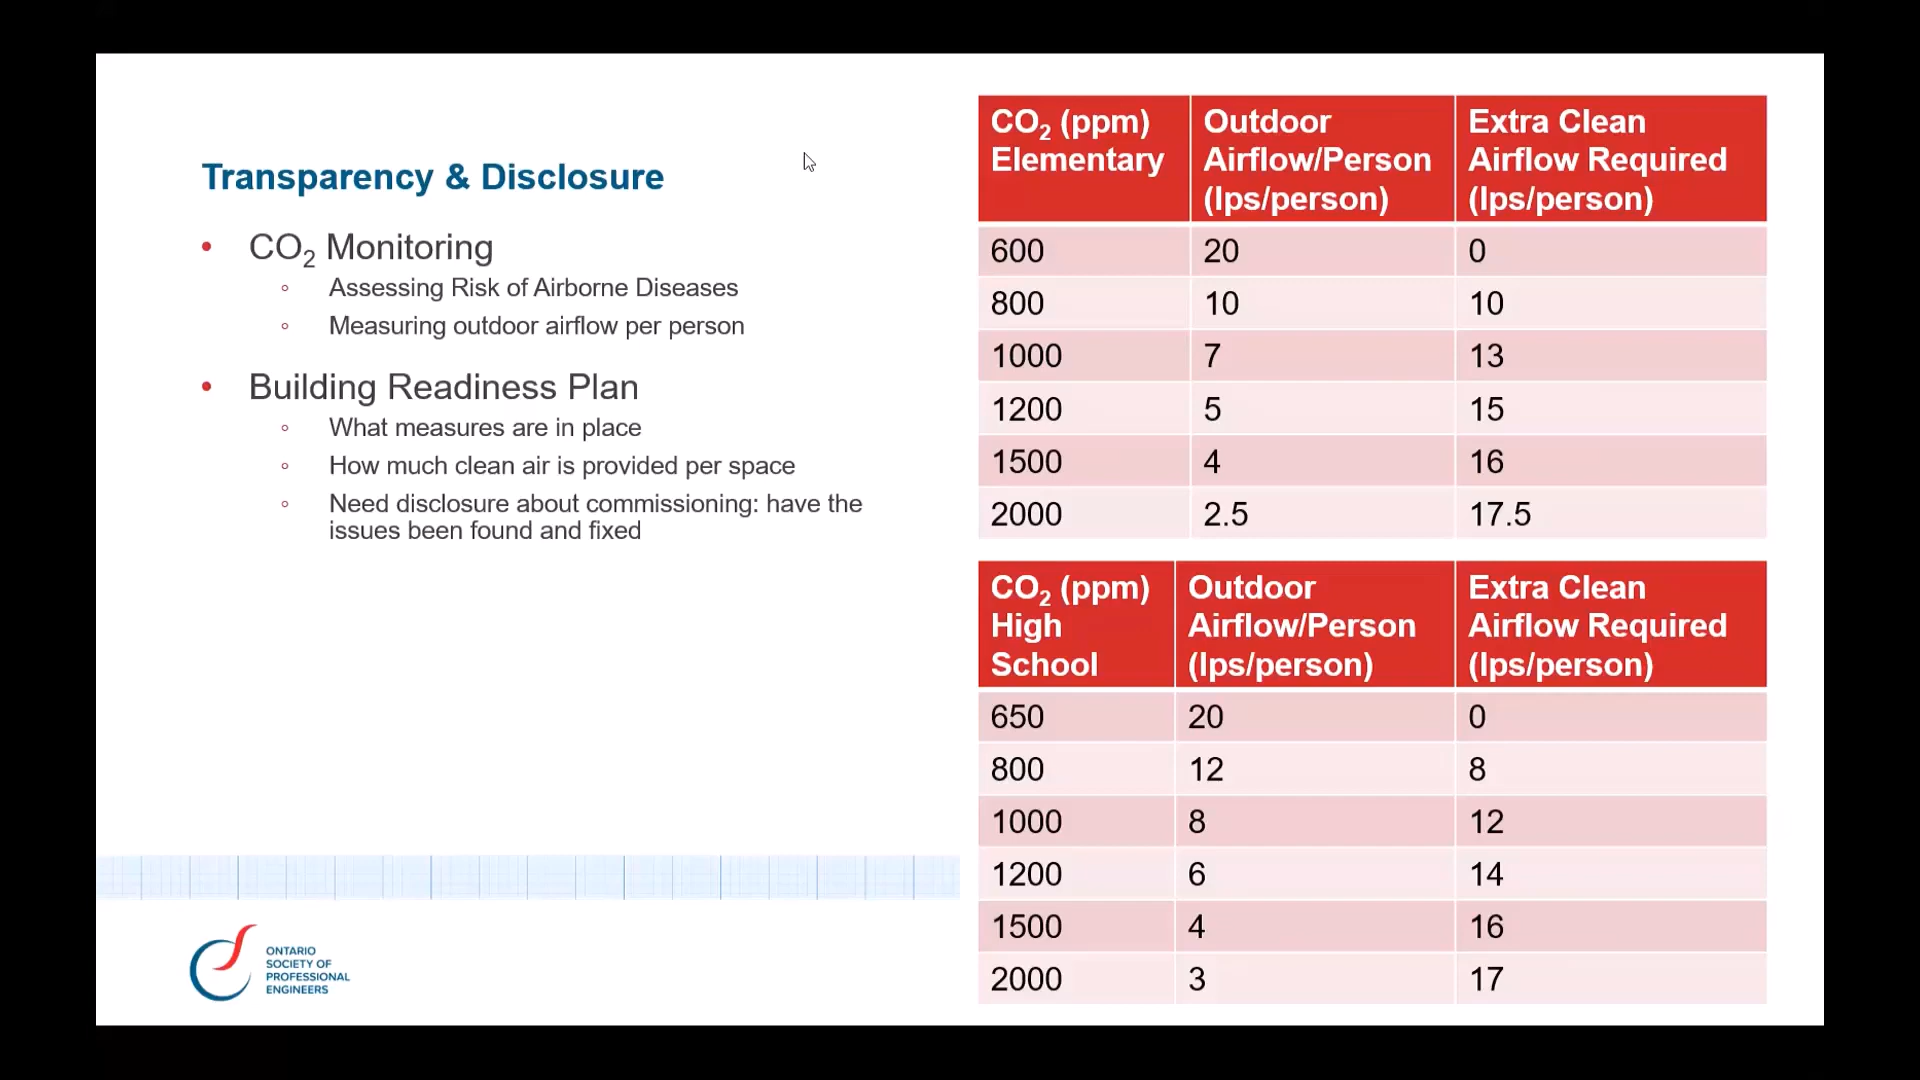 Transparency & Disclosure
• CO₂ Monitoring
◦ Assessing Risk of Airborne Diseases
◦ Measuring outdoor airflow per person
• Building Readiness Plan
◦ What measures are in place
◦ How much clean air is provided per space
◦ Need disclosure about commissioning: have the
issues been found and fixed
ONTARIO
SOCIETY OF
PROFESSIONAL
ENGINEERS
CO₂ (ppm) Elementary | Outdoor Airflow/Person (lps/person) | Extra Clean Airflow Required (lps/person)
600 | 20 | 0
800 | 10 | 10
1000 | 7 | 13
1200 | 5 | 15
1500 | 4 | 16
2000 | 2.5 | 17.5
CO₂ (ppm) High School | Outdoor Airflow/Person (lps/person) | Extra Clean Airflow Required (lps/person)
650 | 20 | 0
800 | 12 | 8
1000 | 8 | 12
1200 | 6 | 14
1500 | 4 | 16
2000 | 3 | 17